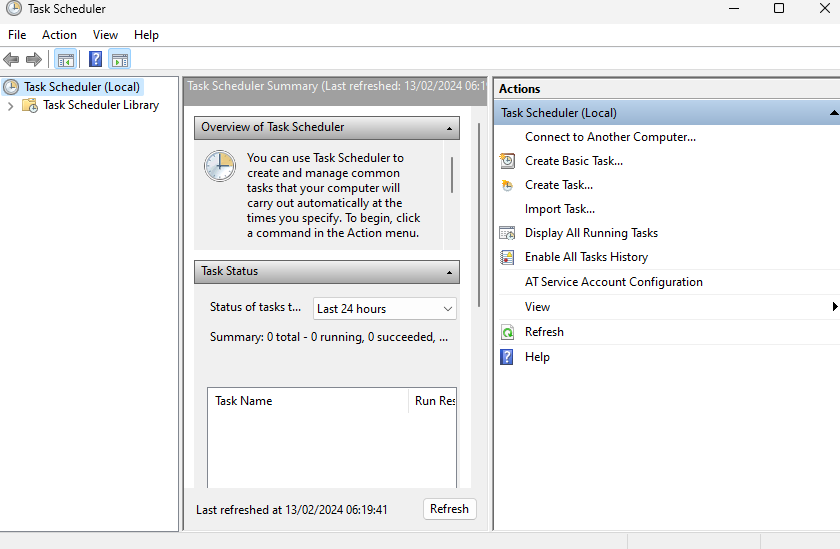 Task Scheduler
File Action View Help
Task Scheduler (Local)
Task Scheduler Library
Task Scheduler Summary (Last refreshed: 13/02/2024 06:19
Overview of Task Scheduler
You can use Task Scheduler to
create and manage common
tasks that your computer will
carry out automatically at the
times you specify. To begin, click
a command in the Action menu.
Task Status
Status of tasks t... Last 24 hours
Summary: 0 total - 0 running, 0 succeeded, ...
Task Name Run Res
Last refreshed at 13/02/2024 06:19:41 Refresh
Actions
Task Scheduler (Local)
Connect to Another Computer...
Create Basic Task...
Create Task...
Import Task...
Display All Running Tasks
Enable All Tasks History
AT Service Account Configuration
View
Refresh
Help